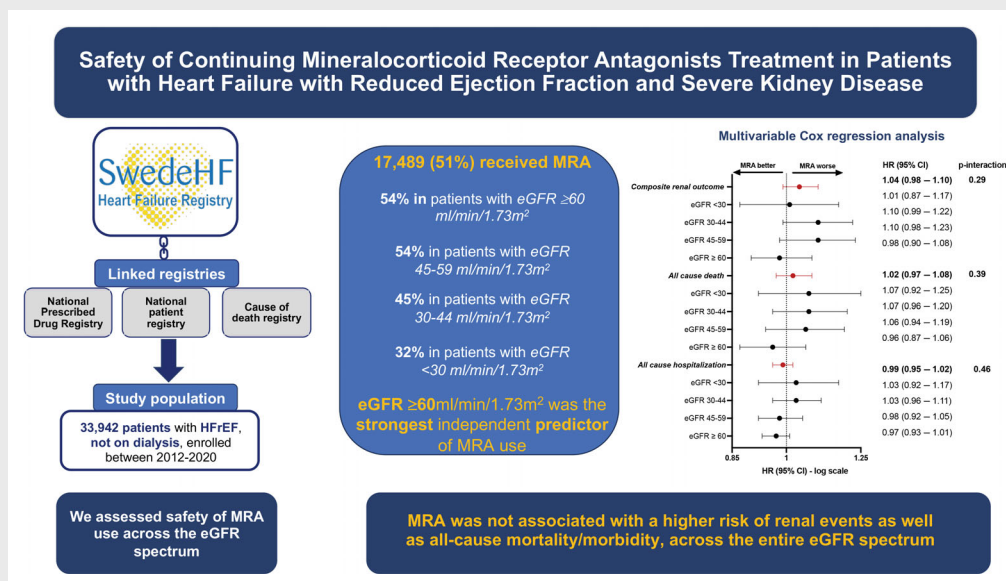 Safety of Continuing Mineralocorticoid Receptor Antagonists Treatment in Patients
with Heart Failure with Reduced Ejection Fraction and Severe Kidney Disease
SwedeHF
Heart Failure Registry
Linked registries
National
Prescribed
Drug Registry
National
patient
registry
Cause of
death registry
Study population
33,942 patients with HFrEF,
not on dialysis, enrolled
between 2012-2020
We assessed safety of MRA
use across the eGFR
spectrum
17,489 (51%) received MRA
54% in patients with eGFR ≥60
ml/min/1.73m²
54% in patients with eGFR
45-59 ml/min/1.73m²
45% in patients with eGFR
30-44 ml/min/1.73m²
32% in patients with eGFR
<30 ml/min/1.73m²
eGFR ≥60ml/min/1.73m² was the
strongest independent predictor
of MRA use
Multivariable Cox regression analysis
MRA better MRA worse HR (95% CI) p-interaction
Composite renal outcome 1.04 (0.98 – 1.10) 0.29
eGFR <30 1.01 (0.87 – 1.17)
eGFR 30-44 1.10 (0.99 – 1.22)
eGFR 45-59 1.10 (0.98 – 1.23)
eGFR ≥ 60 0.98 (0.90 – 1.08)
All cause death 1.02 (0.97 – 1.08) 0.39
eGFR <30 1.07 (0.92 – 1.25)
eGFR 30-44 1.07 (0.96 – 1.20)
eGFR 45-59 1.06 (0.94 – 1.19)
eGFR ≥ 60 0.96 (0.87 – 1.06)
All cause hospitalization 0.99 (0.95 – 1.02) 0.46
eGFR <30 1.03 (0.92 – 1.17)
eGFR 30-44 1.03 (0.96 – 1.11)
eGFR 45-59 0.98 (0.92 – 1.05)
eGFR ≥ 60 0.97 (0.93 – 1.01)
0.85 1 1.25
HR (95% CI) - log scale
MRA was not associated with a higher risk of renal events as well
as all-cause mortality/morbidity, across the entire eGFR spectrum